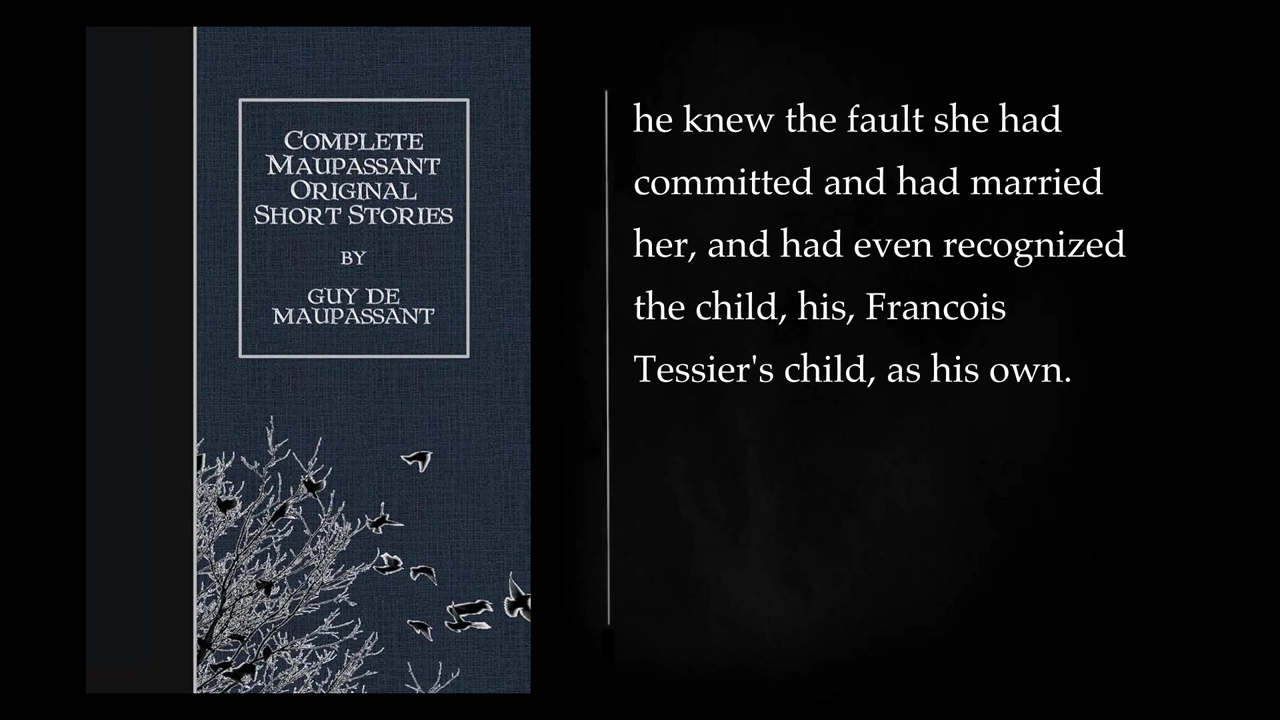 COMPLETE
MAUPASSANT
ORIGINAL
SHORT STORIES
BY
GUY DE
MAUPASSANT
he knew the fault she had
committed and had married
her, and had even recognized
the child, his, Francois
Tessier's child, as his own.